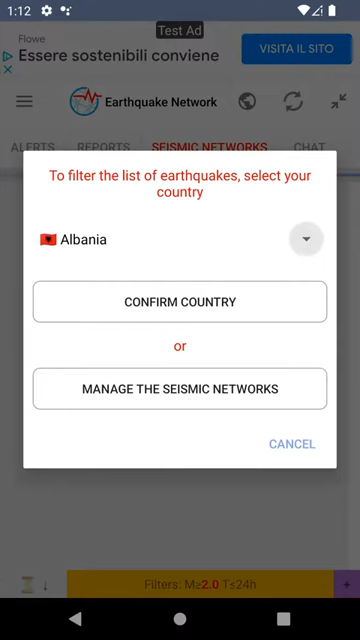 1:12
Test Ad
Flowe
Essere sostenibili conviene
VISITA IL SITO
Earthquake Network
ALERTS REPORTS SEISMIC NETWORKS CHAT
To filter the list of earthquakes, select your
country
Albania
CONFIRM COUNTRY
or
MANAGE THE SEISMIC NETWORKS
CANCEL
Filters: M≥2.0 T≤24h
+